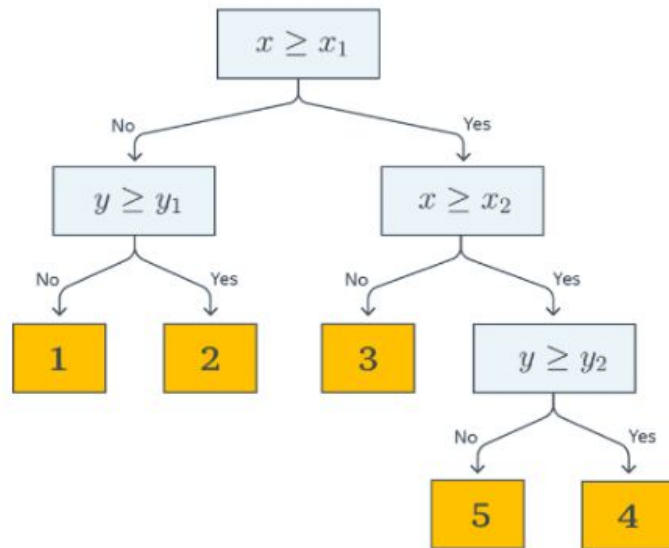 x ≥ x₁
No Yes
y ≥ y₁ x ≥ x₂
No Yes No Yes
1 2 3 y ≥ y₂
No Yes
5 4